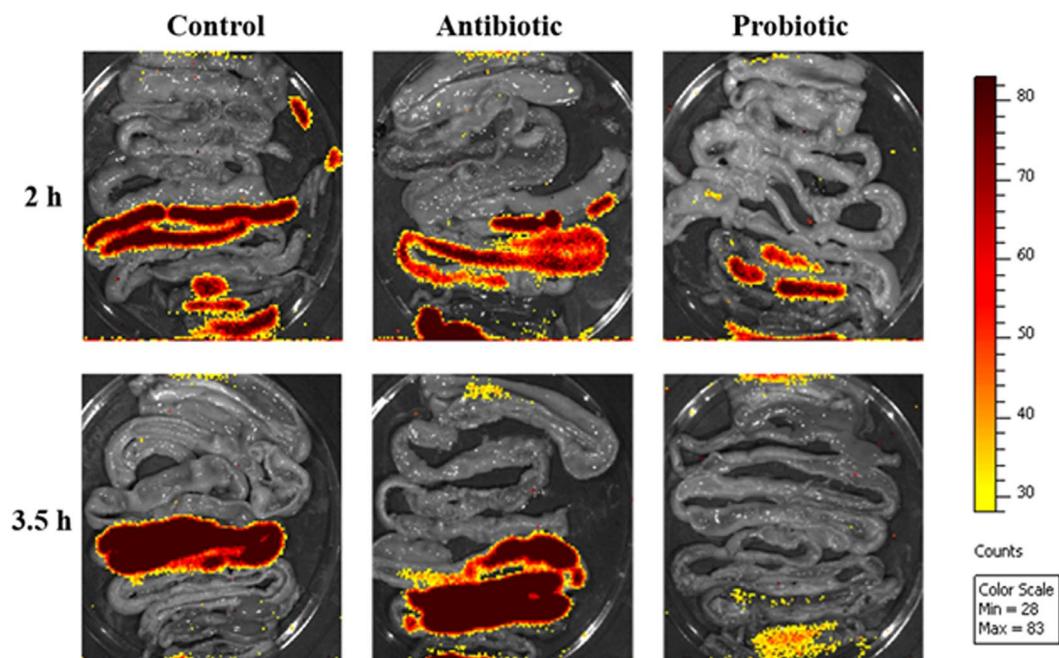 Control Antibiotic Probiotic
2 h
3.5 h
80
70
60
50
40
30
Counts
Color Scale
Min = 28
Max = 83